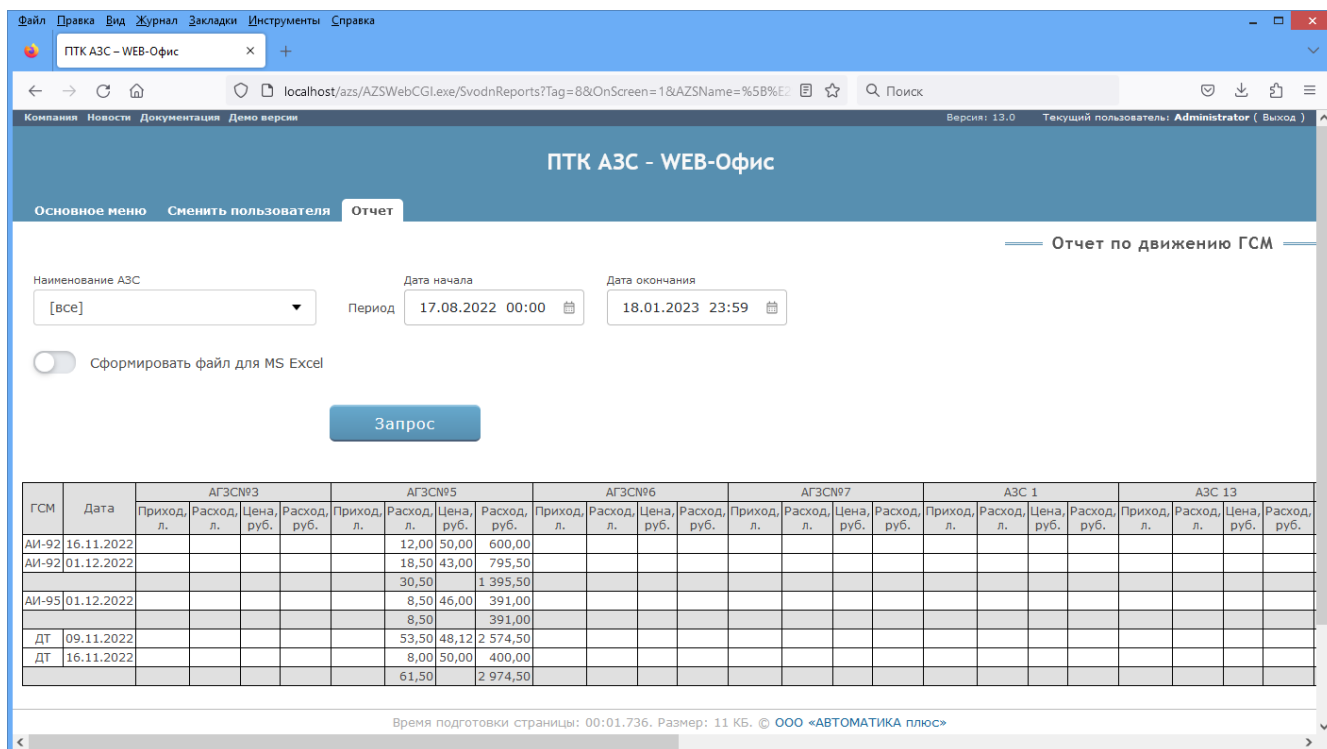 Файл Правка Вид Журнал Закладки Инструменты Справка
ПТК АЗС – WEB-Офис
localhost/azs/AZSWebCGI.exe/SvodnReports?Tag=8&OnScreen=1&AZSName=%5B%E2 Поиск
Компания Новости Документация Демо версии Версия: 13.0 Текущий пользователь: Administrator ( Выход )
ПТК АЗС – WEB-Офис
Основное меню Сменить пользователя Отчет
Отчет по движению ГСМ
Наименование АЗС Дата начала Дата окончания
[все] Период 17.08.2022 00:00 18.01.2023 23:59
Сформировать файл для MS Excel
Запрос
ГСМ Дата АГЗС№3 АГЗС№5 АГЗС№6 АГЗС№7 АЗС 1 АЗС 13
Приход, л. Расход, л. Цена, руб. Расход, руб. Приход, л. Расход, л. Цена, руб. Расход, руб. Приход, л. Расход, л. Цена, руб. Расход, руб. Приход, л. Расход, л. Цена, руб. Расход, руб. Приход, л. Расход, л. Цена, руб. Расход, руб. Приход, л. Расход, л. Цена, руб. Расход, руб.
АИ-92 16.11.2022 12,00 50,00 600,00
АИ-92 01.12.2022 18,50 43,00 795,50
30,50 1 395,50
АИ-95 01.12.2022 8,50 46,00 391,00
8,50 391,00
ДТ 09.11.2022 53,50 48,12 2 574,50
ДТ 16.11.2022 8,00 50,00 400,00
61,50 2 974,50
Время подготовки страницы: 00:01.736. Размер: 11 КБ. © ООО «АВТОМАТИКА плюс»